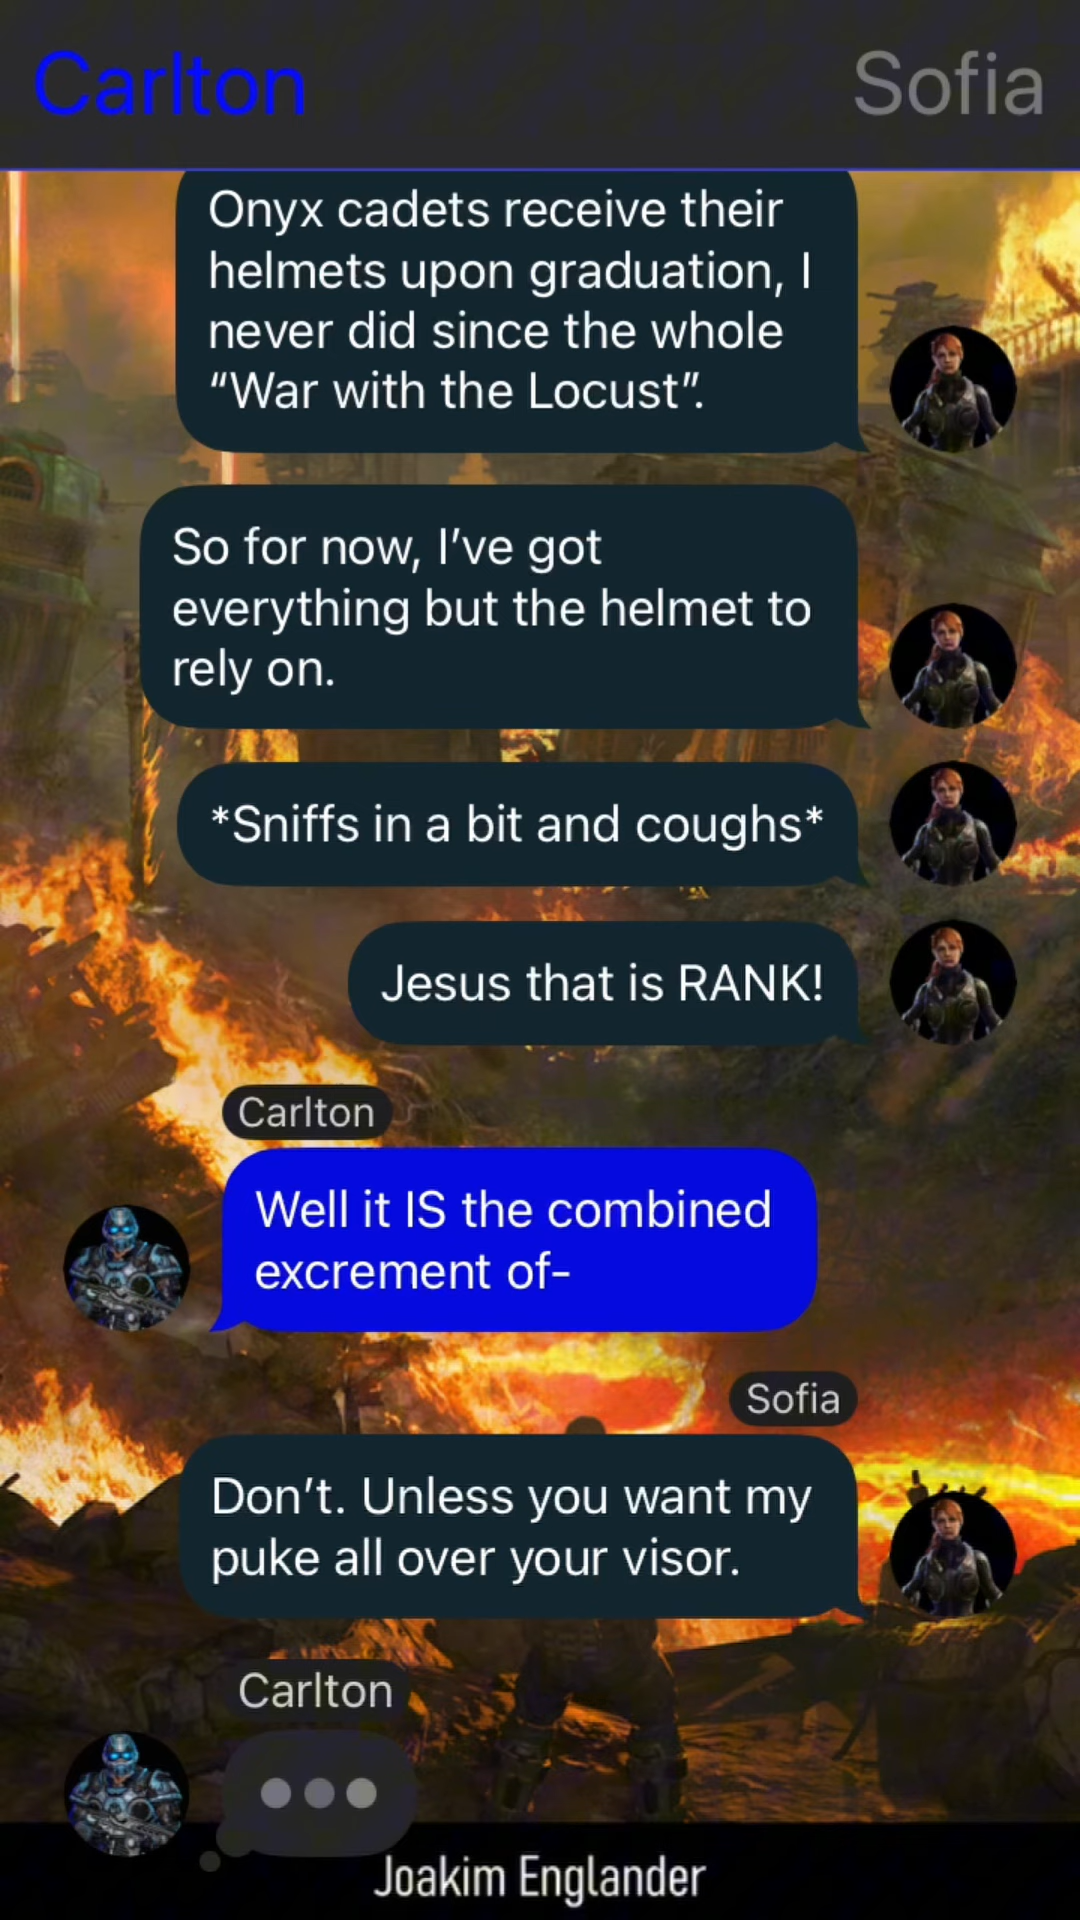 Carlton
Sofia
Onyx cadets receive their
helmets upon graduation, I
never did since the whole
“War with the Locust”.
So for now, I’ve got
everything but the helmet to
rely on.
*Sniffs in a bit and coughs*
Jesus that is RANK!
Carlton
Well it IS the combined
excrement of-
Sofia
Don’t. Unless you want my
puke all over your visor.
Carlton
Joakim Englander